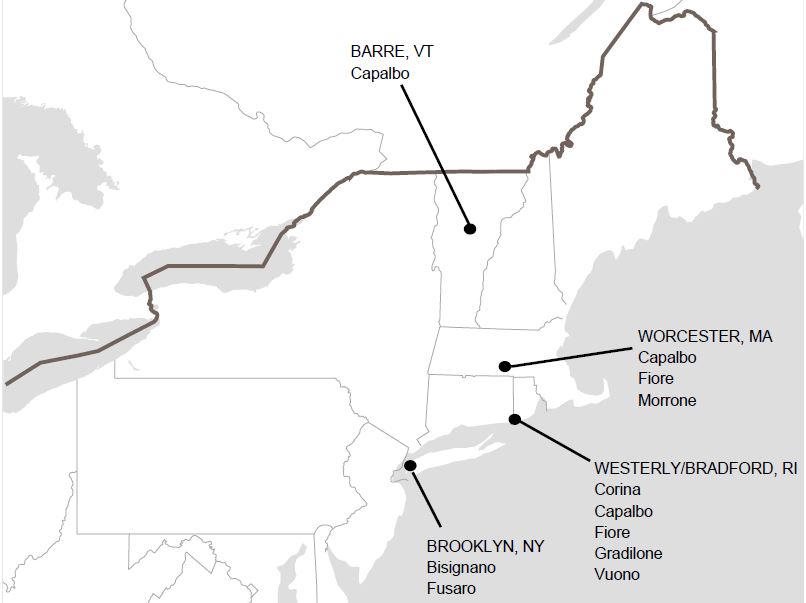 BARRE, VT
Capalbo
WORCESTER, MA
Capalbo
Fiore
Morrone
WESTERLY/BRADFORD, RI
Corina
Capalbo
Fiore
Gradilone
Vuono
BROOKLYN, NY
Bisignano
Fusaro